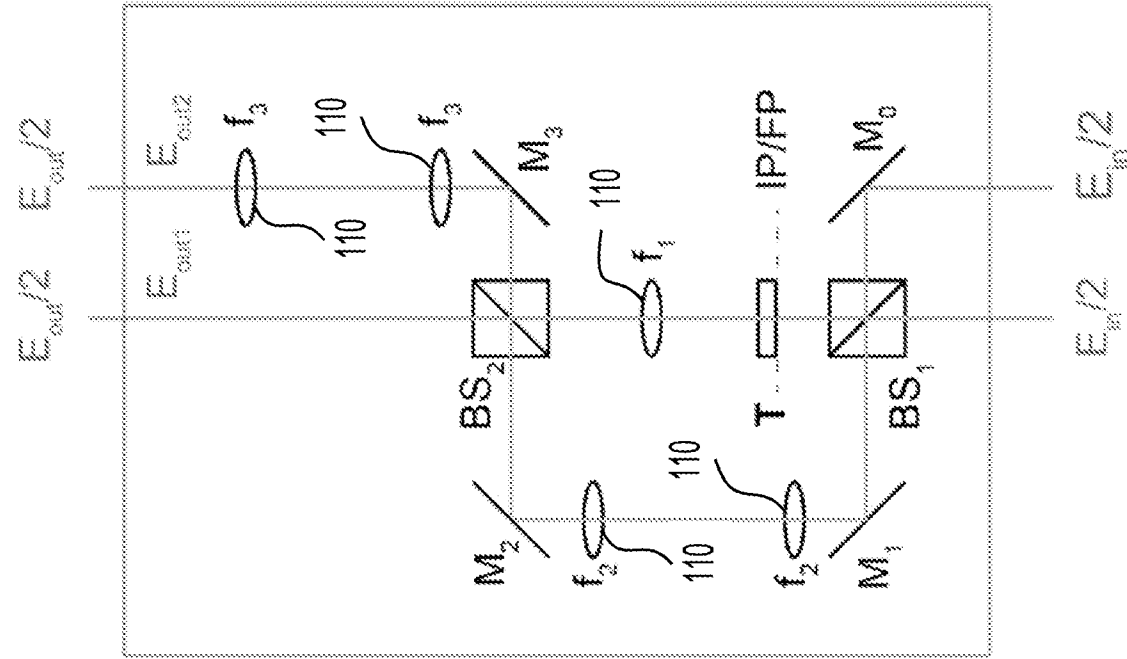 E_out/2
E_out/2
E_out1
E_out2
f_3
110
f_3
110
M_3
110
f_1
BS_2
M_2
f_2
110
110
f_2
M_1
T
IP/FP
M_0
BS_1
E_in/2
E_in/2